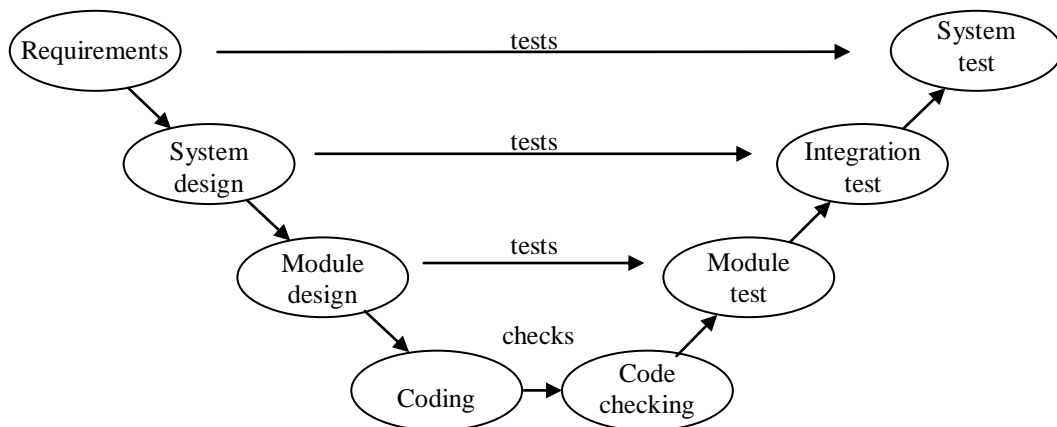 Requirements
tests
System
test
System
design
tests
Integration
test
Module
design
tests
Module
test
checks
Coding
Code
checking